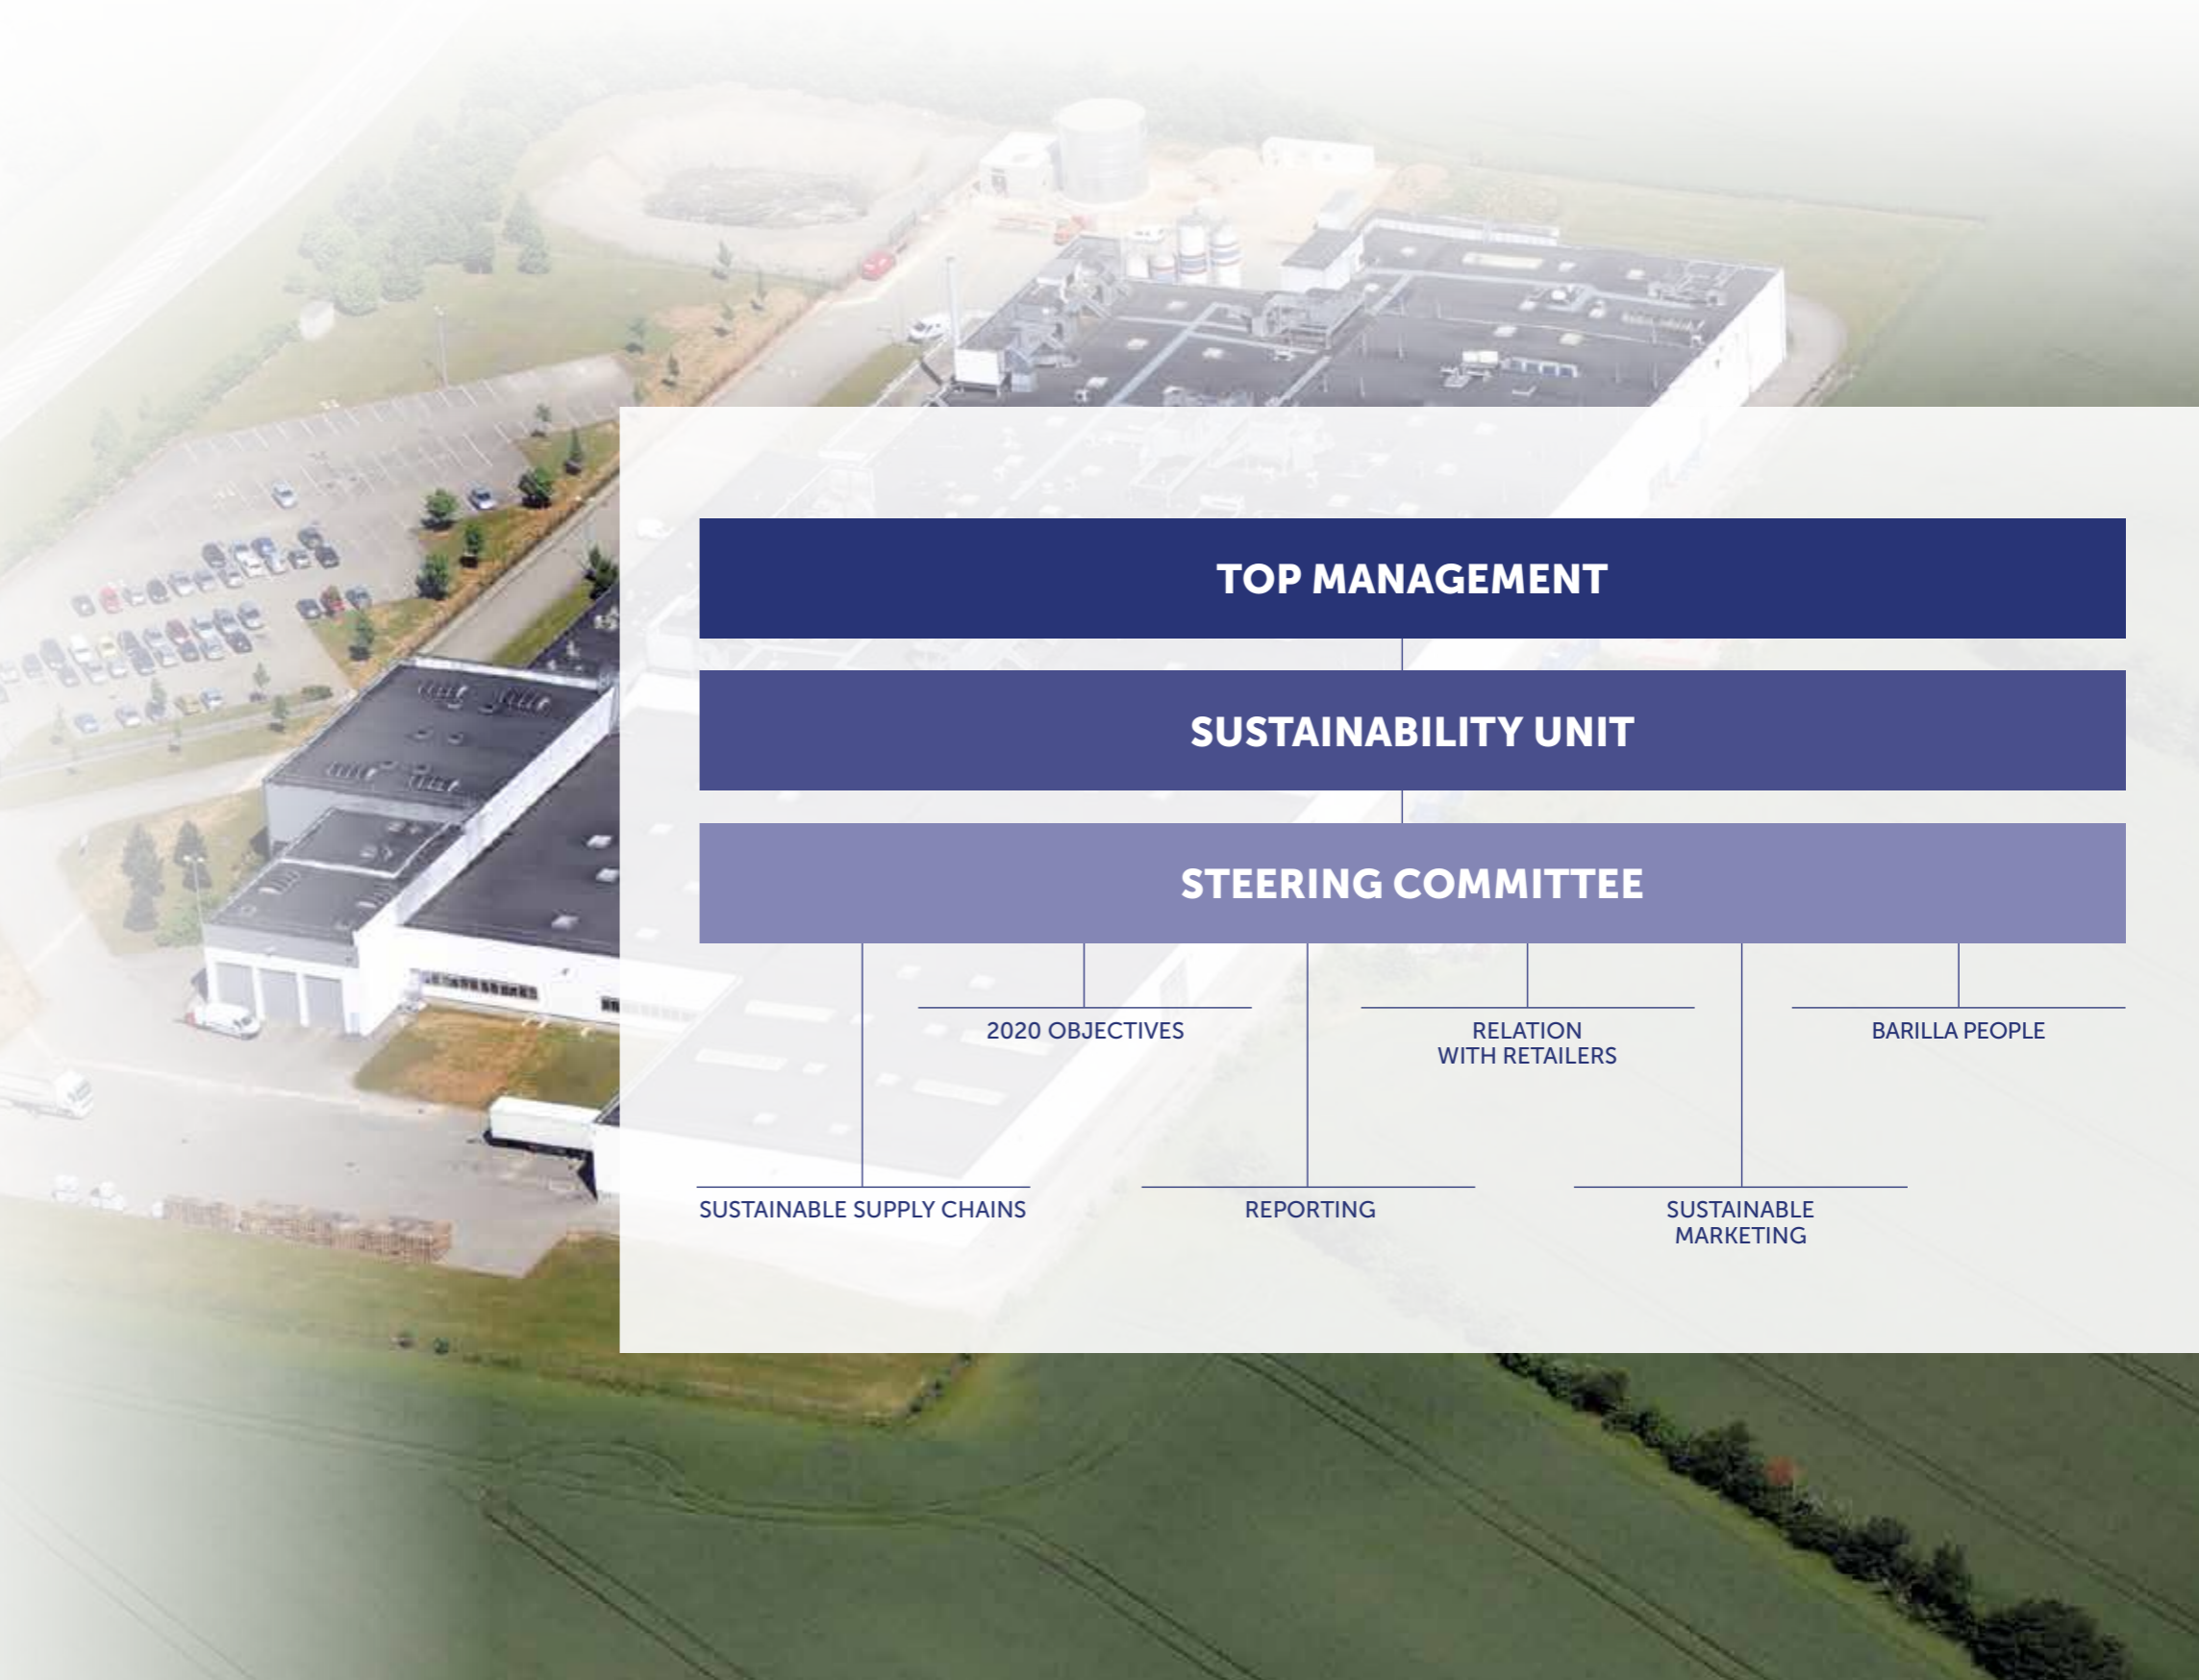 TOP MANAGEMENT
SUSTAINABILITY UNIT
STEERING COMMITTEE
2020 OBJECTIVES
RELATION
WITH RETAILERS
BARILLA PEOPLE
SUSTAINABLE SUPPLY CHAINS
REPORTING
SUSTAINABLE
MARKETING